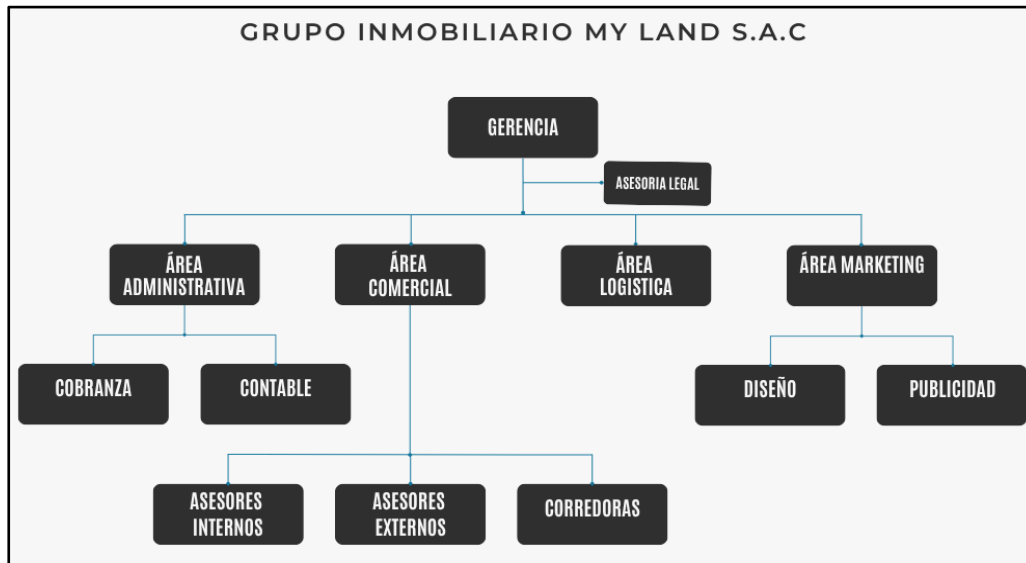 GRUPO INMOBILIARIO MY LAND S.A.C
GERENCIA
ASESORIA LEGAL
ÁREA
ADMINISTRATIVA
ÁREA
COMERCIAL
ÁREA
LOGISTICA
ÁREA MARKETING
COBRANZA
CONTABLE
DISEÑO
PUBLICIDAD
ASESORES
INTERNOS
ASESORES
EXTERNOS
CORREDORAS